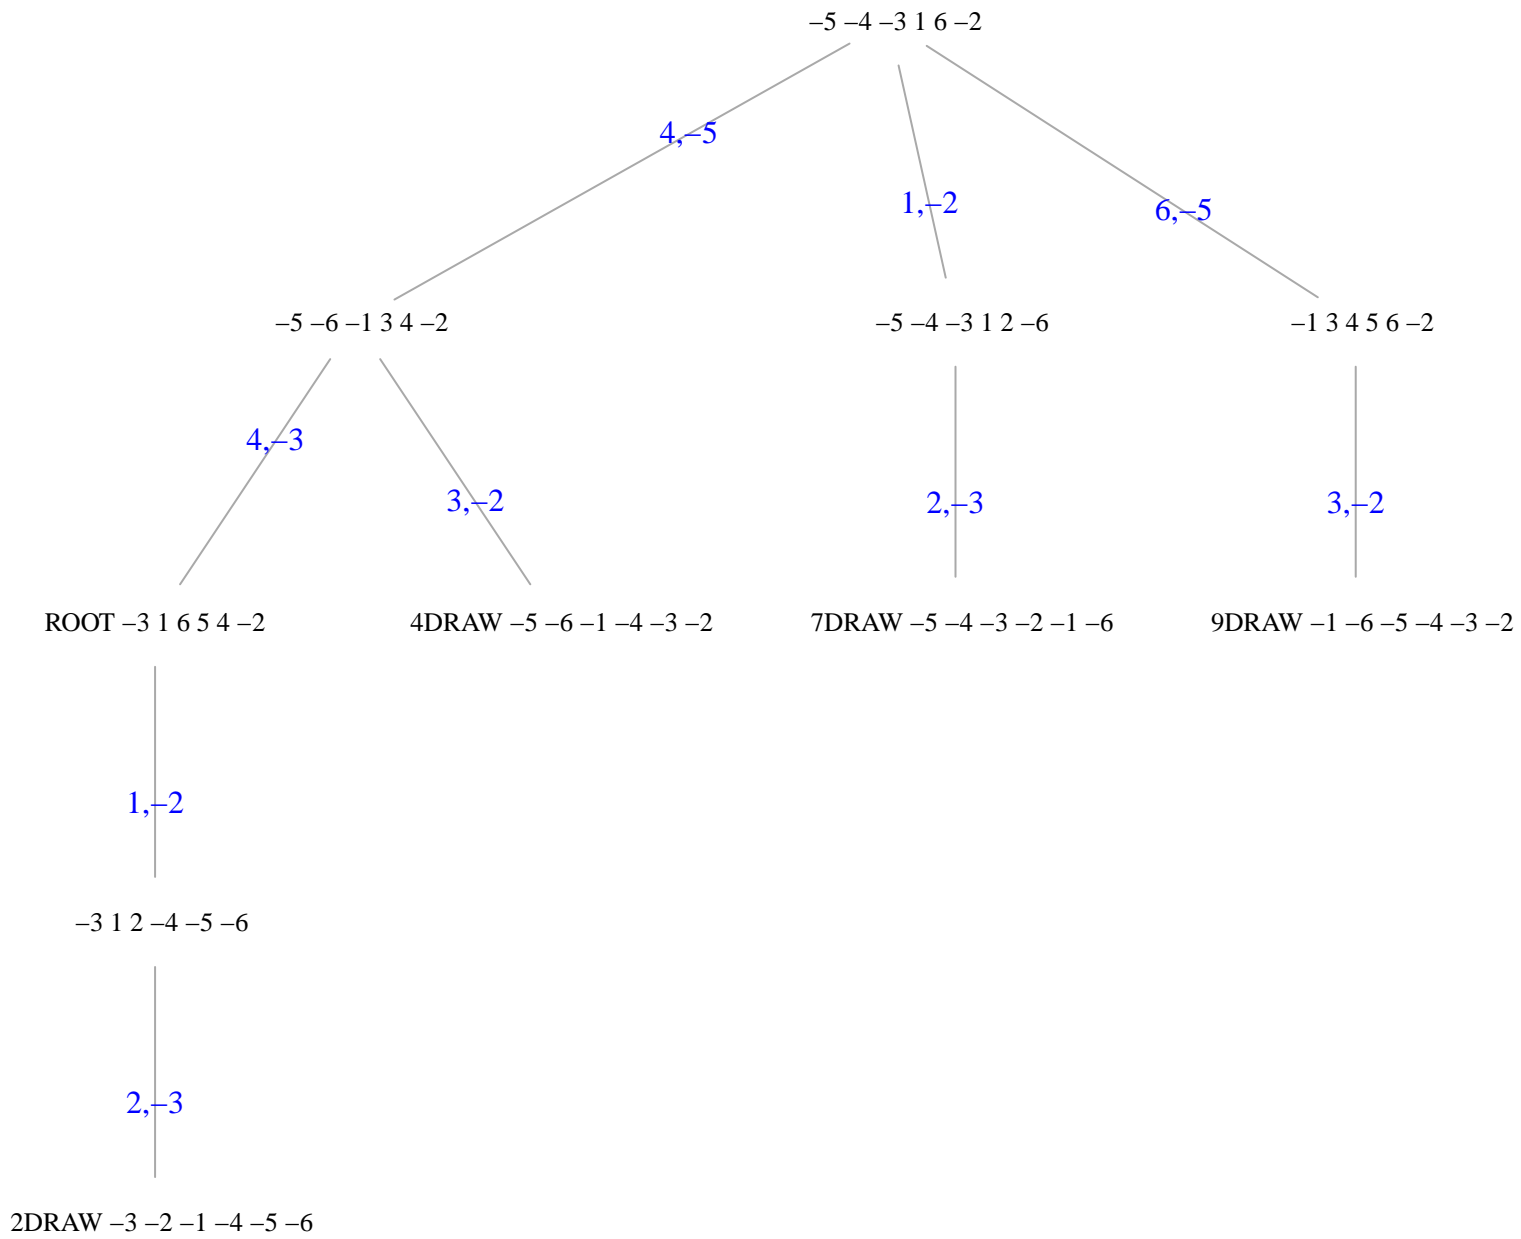 –5 –4 –3 1 6 –2
4,–5
1,–2
6,–5
–5 –6 –1 3 4 –2
–5 –4 –3 1 2 –6
–1 3 4 5 6 –2
4,–3
3,–2
2,–3
3,–2
ROOT –3 1 6 5 4 –2
4DRAW –5 –6 –1 –4 –3 –2
7DRAW –5 –4 –3 –2 –1 –6
9DRAW –1 –6 –5 –4 –3 –2
1,–2
–3 1 2 –4 –5 –6
2,–3
2DRAW –3 –2 –1 –4 –5 –6